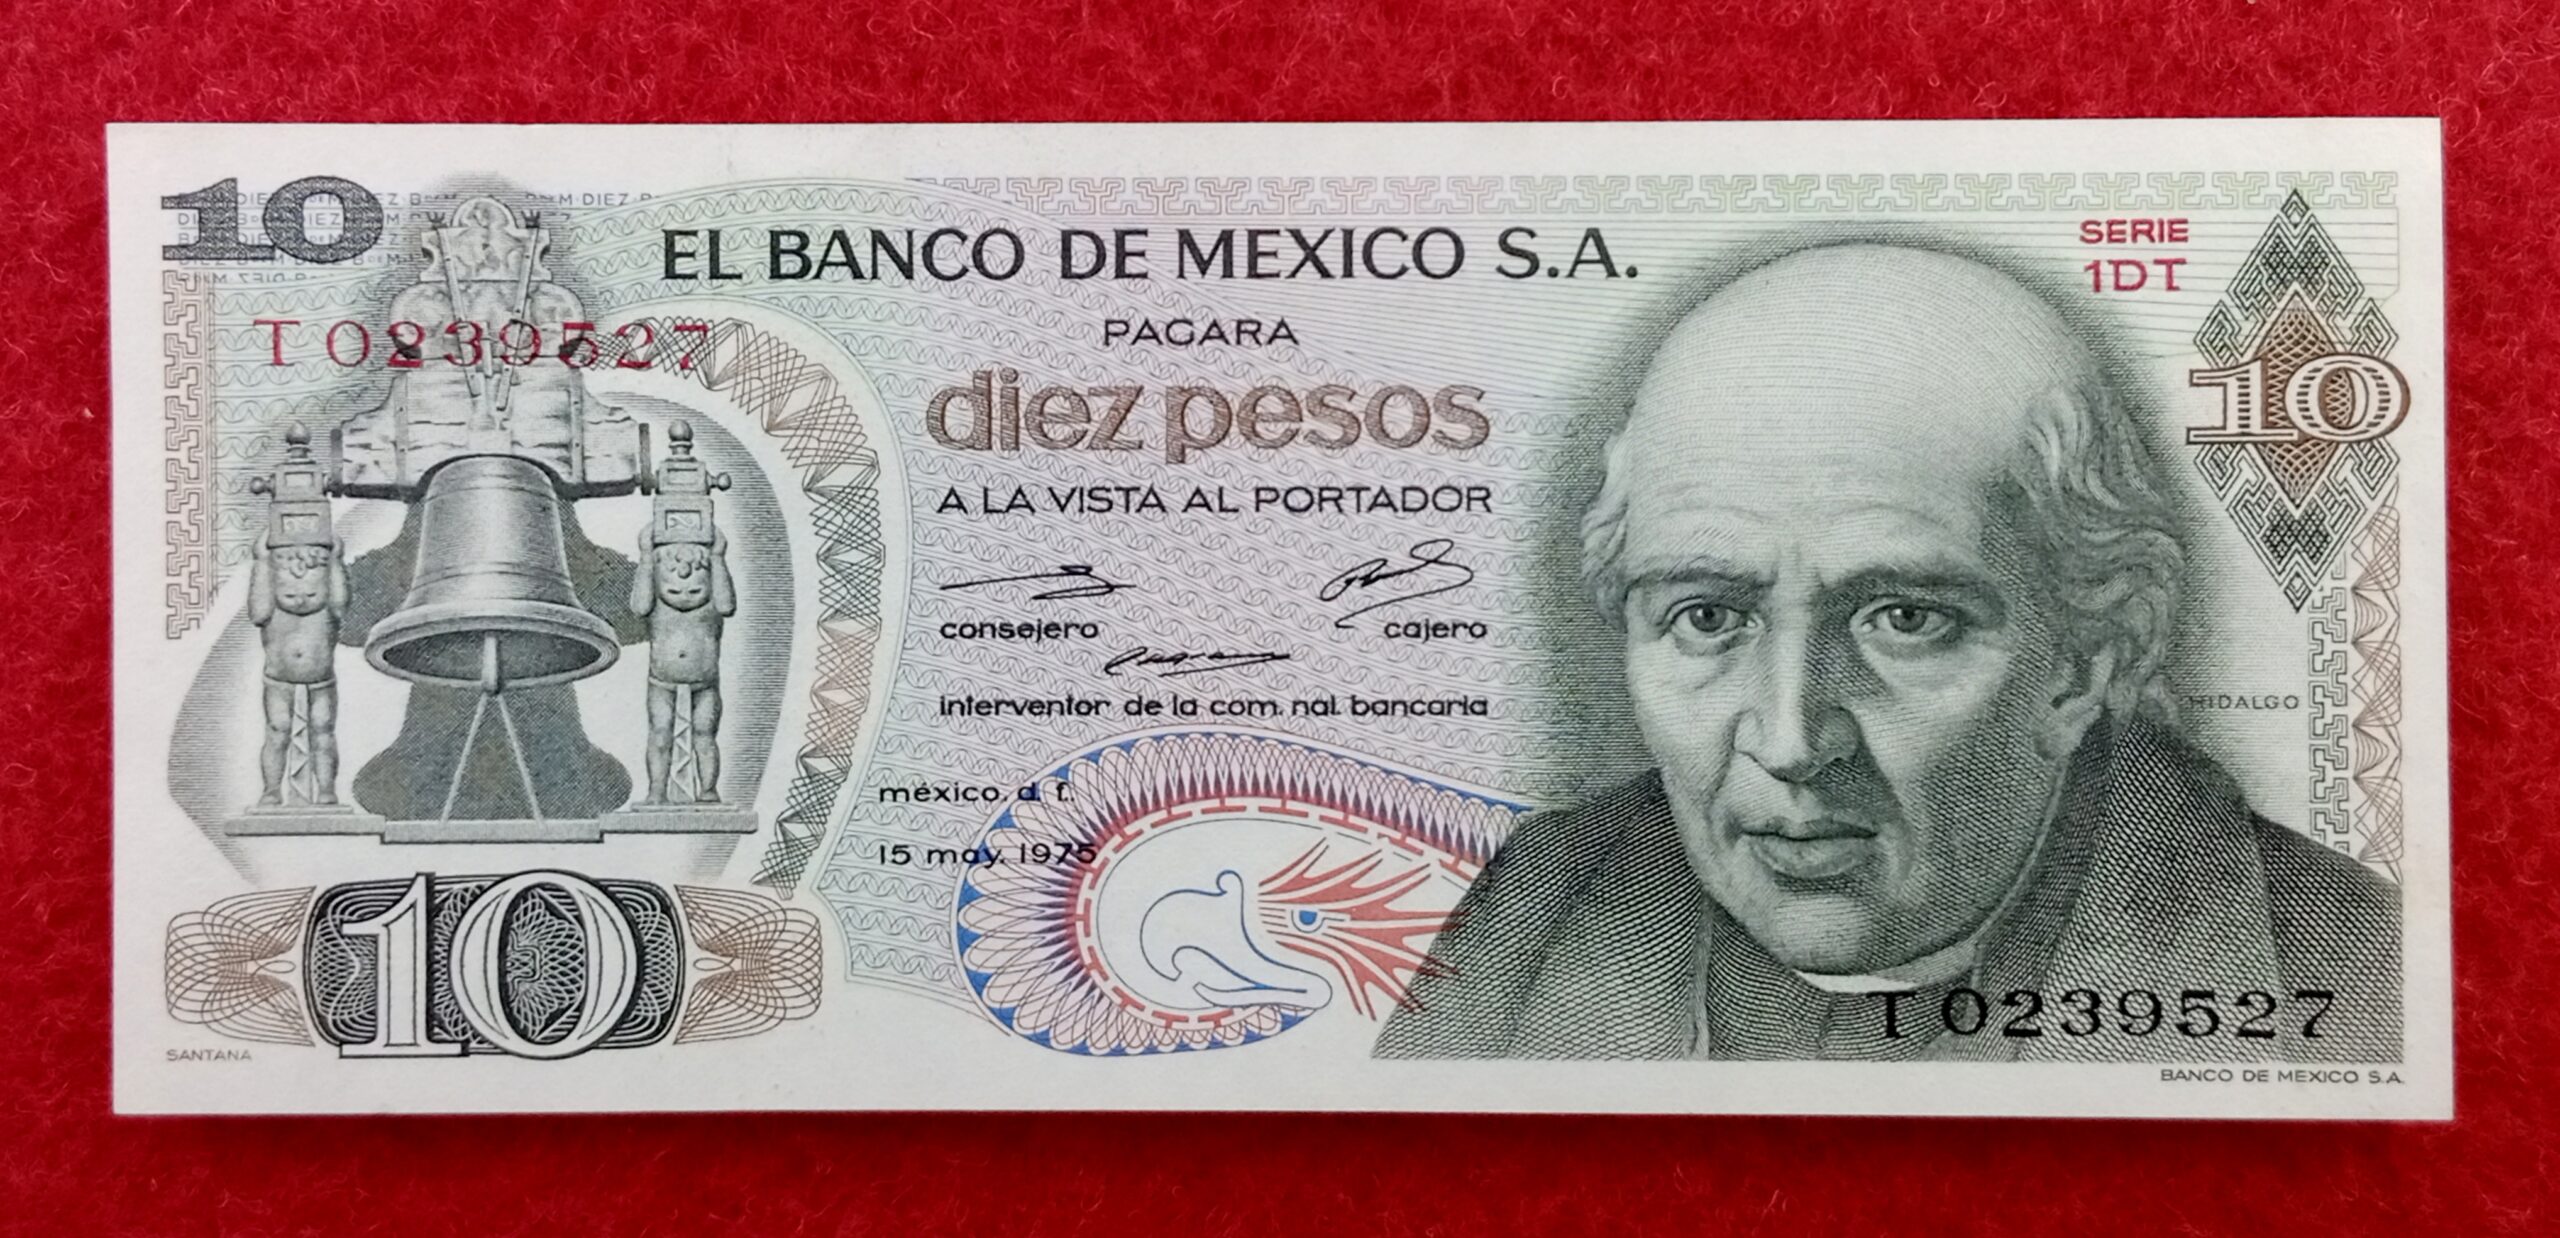 10
EL BANCO DE MEXICO S.A.
SERIE
1DT
T 0239527
PAGARA
diez pesos
10
A LA VISTA AL PORTADOR
consejero
cajero
interventor de la com. nal. bancaria
HIDALGO
méxico, d. f.
15 may. 1975
10
T 0239527
SANTANA
BANCO DE MEXICO S.A.